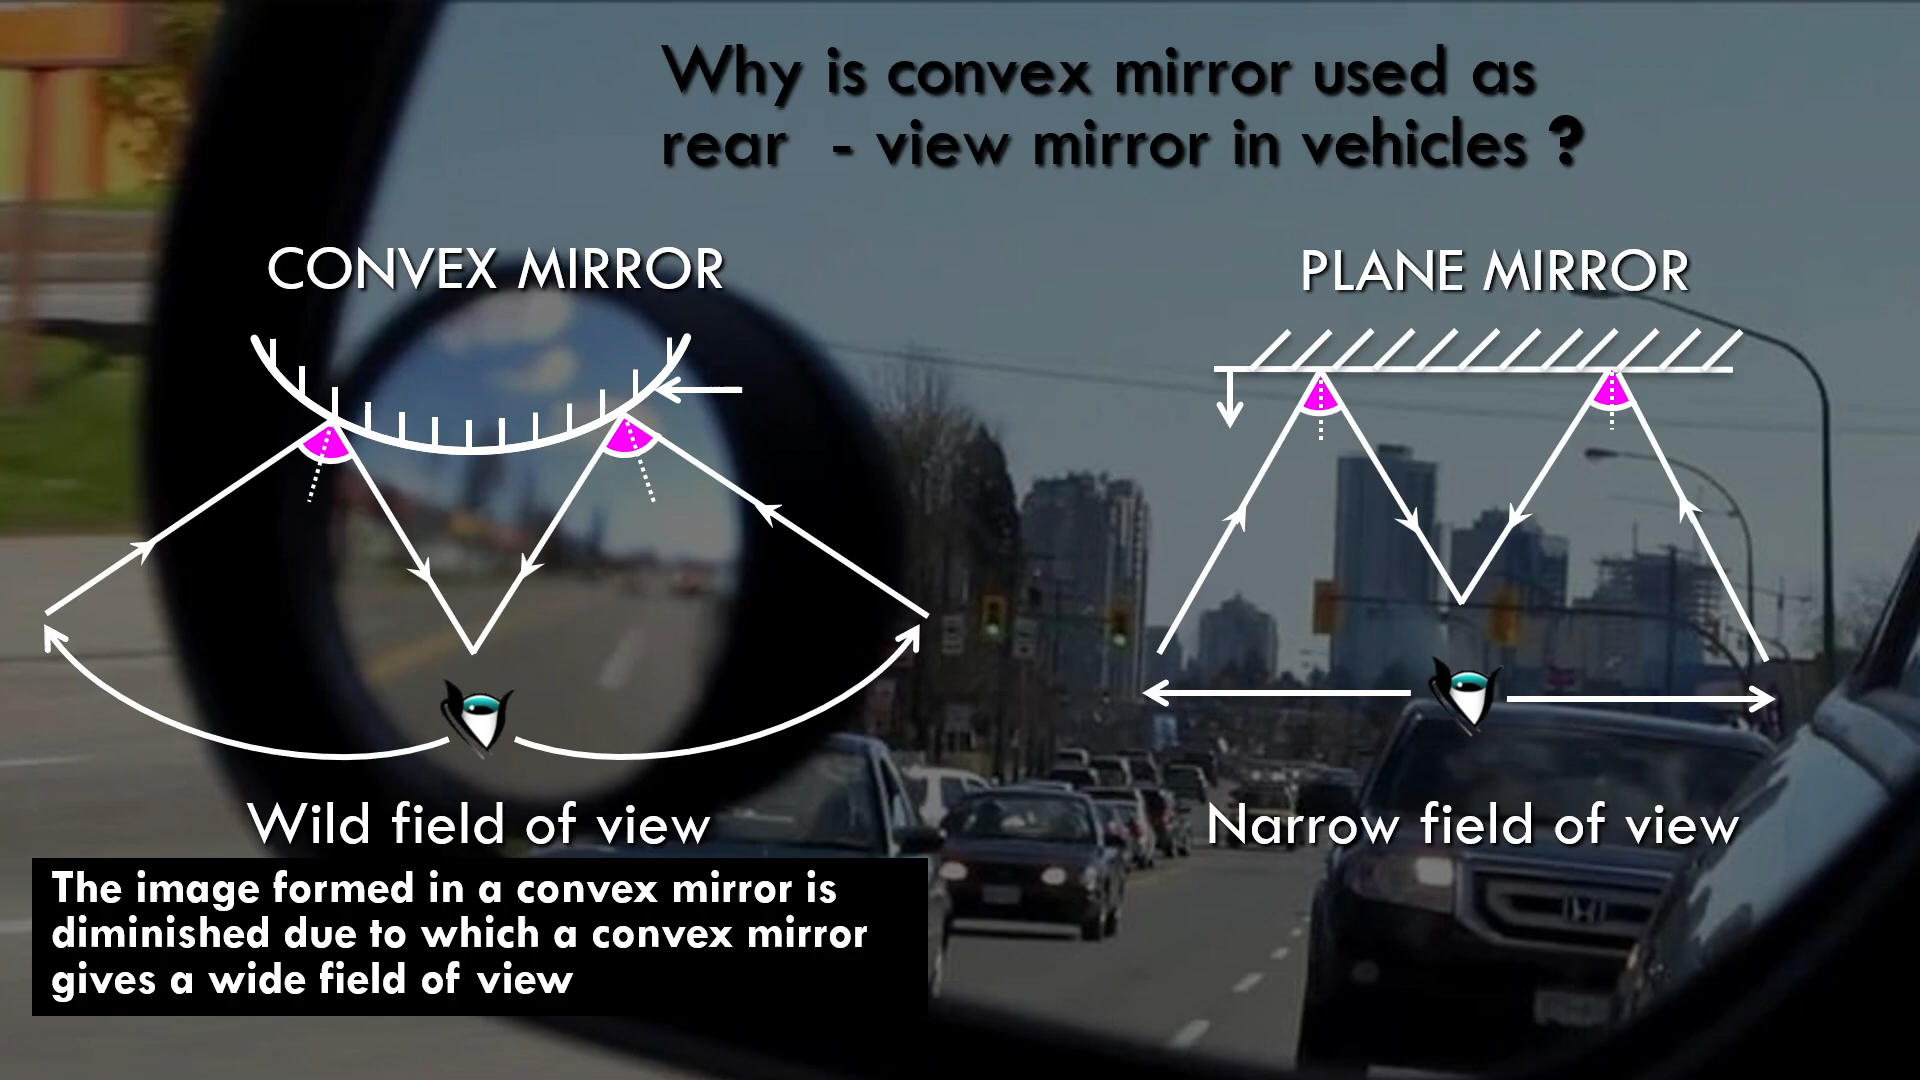 Why is convex mirror used as
rear - view mirror in vehicles ?
CONVEX MIRROR
PLANE MIRROR
Wild field of view
Narrow field of view
The image formed in a convex mirror is
diminished due to which a convex mirror
gives a wide field of view